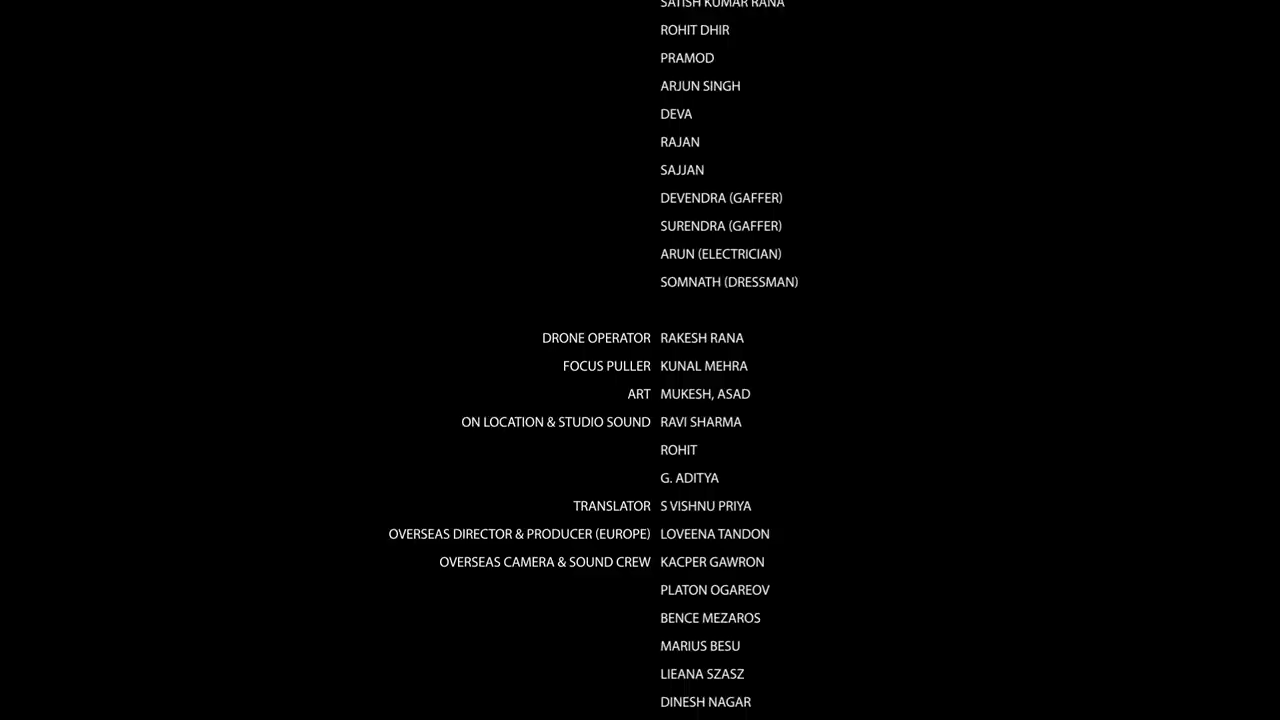 SATISH KUMAR RANA
ROHIT DHIR
PRAMOD
ARJUN SINGH
DEVA
RAJAN
SAJJAN
DEVENDRA (GAFFER)
SURENDRA (GAFFER)
ARUN (ELECTRICIAN)
SOMNATH (DRESSMAN)
DRONE OPERATOR RAKESH RANA
FOCUS PULLER KUNAL MEHRA
ART MUKESH, ASAD
ON LOCATION & STUDIO SOUND RAVI SHARMA
ROHIT
G. ADITYA
TRANSLATOR S VISHNU PRIYA
OVERSEAS DIRECTOR & PRODUCER (EUROPE) LOVEENA TANDON
OVERSEAS CAMERA & SOUND CREW KACPER GAWRON
PLATON OGAREOV
BENCE MEZAROS
MARIUS BESU
LIEANA SZASZ
DINESH NAGAR